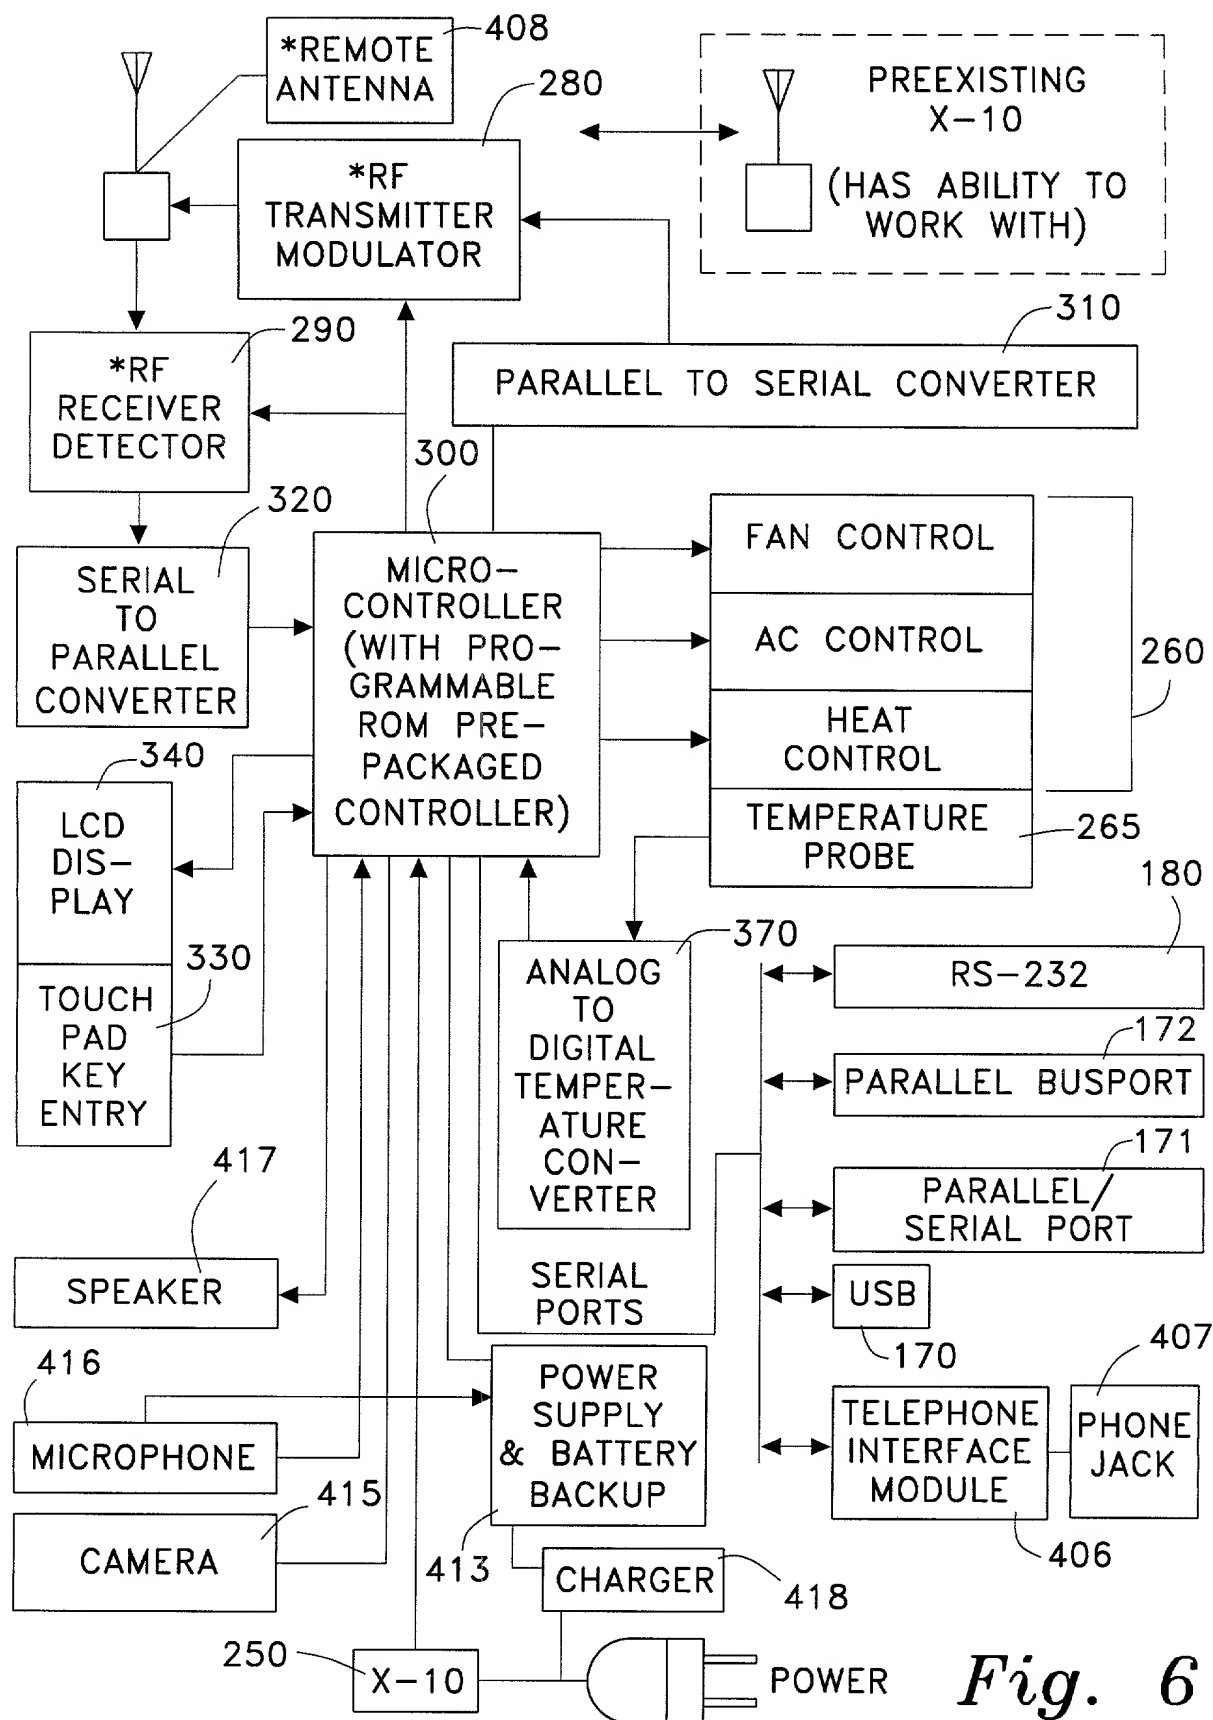 408
*REMOTE
ANTENNA
280
PREEXISTING
X-10
(HAS ABILITY TO
WORK WITH)
*RF
TRANSMITTER
MODULATOR
310
290
*RF
RECEIVER
DETECTOR
PARALLEL TO SERIAL CONVERTER
300
320
SERIAL
TO
PARALLEL
CONVERTER
MICRO-
CONTROLLER
(WITH PRO-
GRAMMABLE
ROM PRE-
PACKAGED
CONTROLLER)
FAN CONTROL
AC CONTROL
HEAT
CONTROL
260
TEMPERATURE
PROBE
265
340
LCD
DIS-
PLAY
330
TOUCH
PAD
KEY
ENTRY
370
ANALOG
TO
DIGITAL
TEMPER-
ATURE
CON-
VERTER
180
RS-232
172
PARALLEL BUSPORT
171
PARALLEL/
SERIAL PORT
417
SPEAKER
SERIAL
PORTS
USB
170
416
MICROPHONE
POWER
SUPPLY
& BATTERY
BACKUP
407
TELEPHONE
INTERFACE
MODULE
PHONE
JACK
415
CAMERA
413
406
CHARGER
418
250
X-10
POWER
Fig. 6